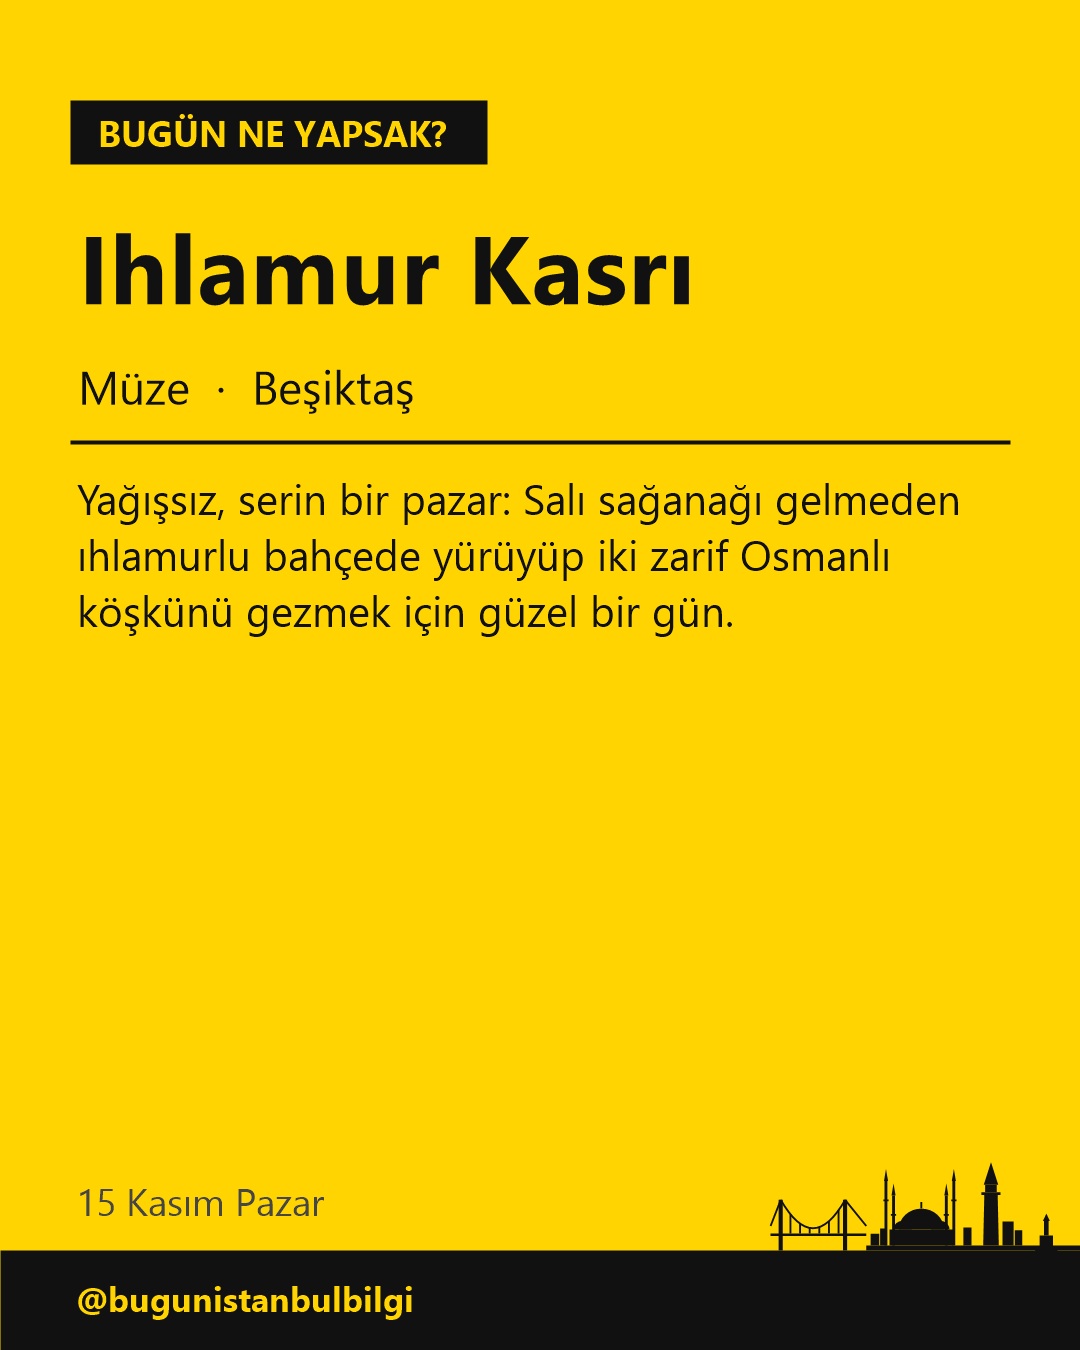 BUGÜN NE YAPSAK?
Ihlamur Kasrı
Müze · Beşiktaş
Yağışsız, serin bir pazar: Salı sağanağı gelmeden
ıhlamurlu bahçede yürüyüp iki zarif Osmanlı
köşkünü gezmek için güzel bir gün.
15 Kasım Pazar
@bugunistanbulbilgi